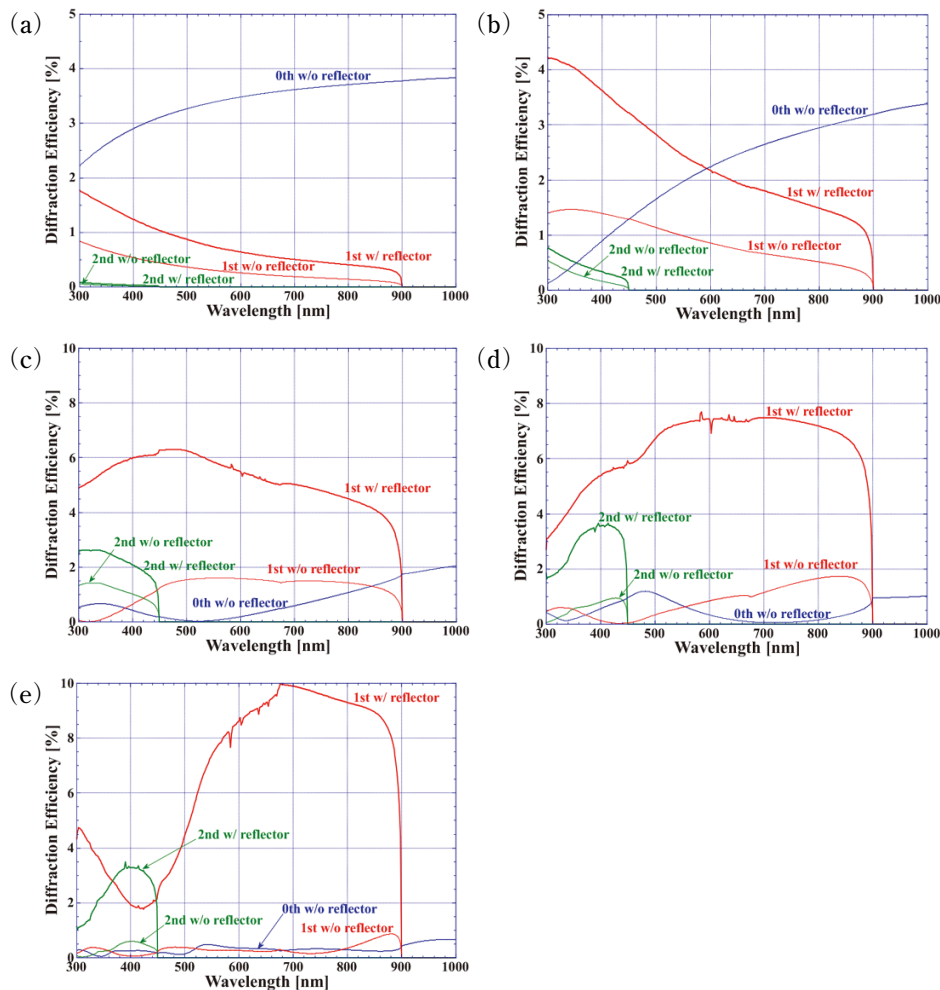 (a)
Diffraction Efficiency [%]
5
4
3
2
1
0
0th w/o reflector
1st w/ reflector
1st w/o reflector
2nd w/o reflector
2nd w/ reflector
300 400 500 600 700 800 900 1000
Wavelength [nm]
(b)
Diffraction Efficiency [%]
5
4
3
2
1
0
0th w/o reflector
1st w/ reflector
1st w/o reflector
2nd w/o reflector
2nd w/ reflector
300 400 500 600 700 800 900 1000
Wavelength [nm]
(c)
Diffraction Efficiency [%]
10
8
6
4
2
0
1st w/ reflector
2nd w/o reflector
2nd w/ reflector
1st w/o reflector
0th w/o reflector
300 400 500 600 700 800 900 1000
Wavelength [nm]
(d)
Diffraction Efficiency [%]
10
8
6
4
2
0
1st w/ reflector
2nd w/ reflector
1st w/o reflector
2nd w/o reflector
0th w/o reflector
300 400 500 600 700 800 900 1000
Wavelength [nm]
(e)
Diffraction Efficiency [%]
10
8
6
4
2
0
1st w/ reflector
2nd w/ reflector
0th w/o reflector
2nd w/o reflector
1st w/o reflector
300 400 500 600 700 800 900 1000
Wavelength [nm]